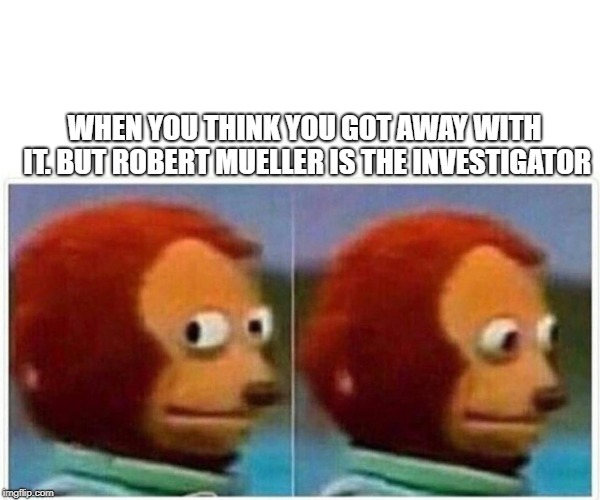 WHEN YOU THINK YOU GOT AWAY WITH
IT. BUT ROBERT MUELLER IS THE INVESTIGATOR
imgflip.com